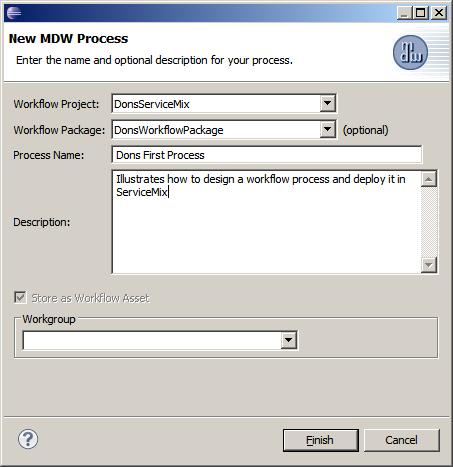 New MDW Process
Enter the name and optional description for your process.
mdw
Workflow Project: DonsServiceMix
Workflow Package: DonsWorkflowPackage (optional)
Process Name: Dons First Process
Illustrates how to design a workflow process and deploy it in
ServiceMix
Description:
Store as Workflow Asset
Workgroup
? Finish Cancel